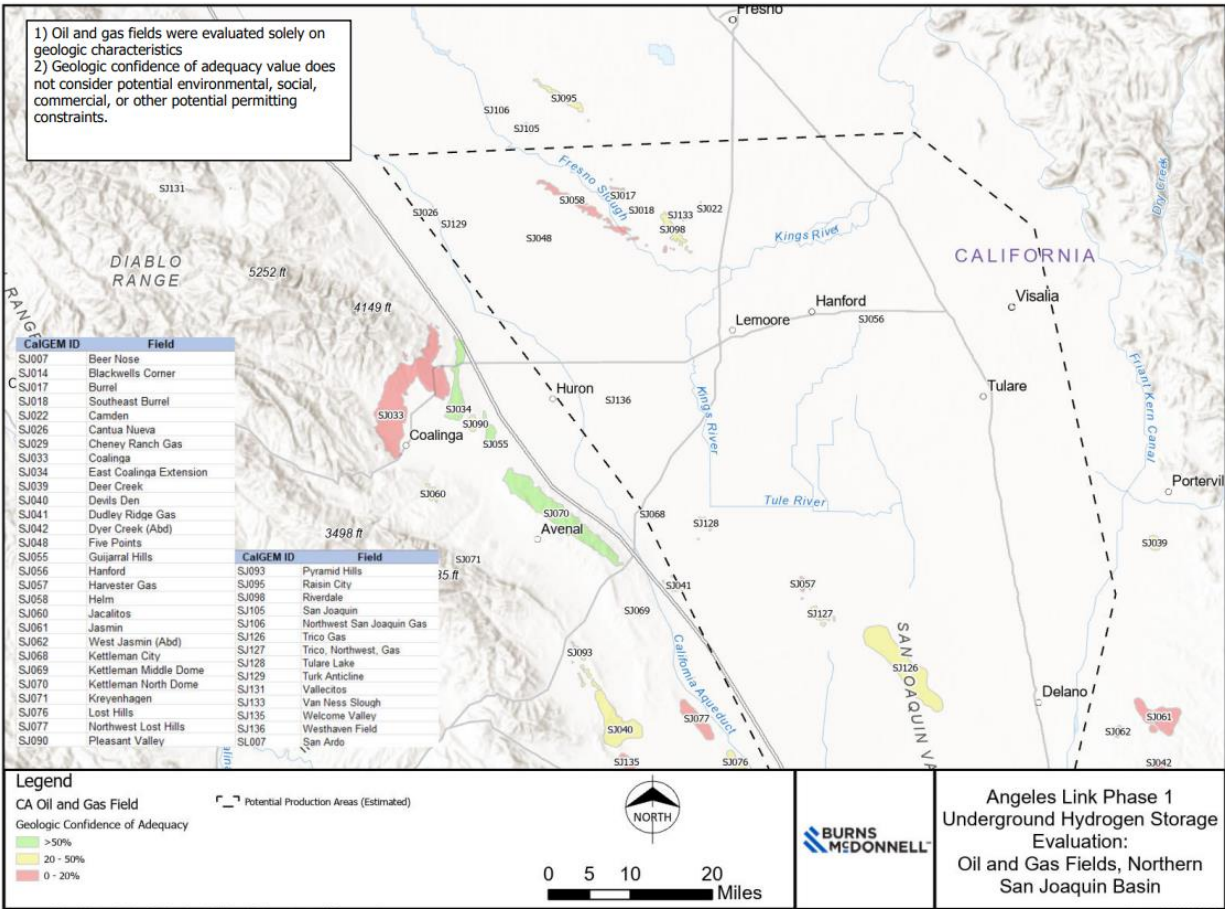 1) Oil and gas fields were evaluated solely on
geologic characteristics
2) Geologic confidence of adequacy value does
not consider potential environmental, social,
commercial, or other potential permitting
constraints.
Fresno
SJ095
SJ106
SJ105
Fresno Slough
SJ131
SJ058
SJ017
SJ018
SJ133
SJ022
SJ026
SJ129
SJ098
SJ048
Kings River
Dry Creek
DIABLO
RANGE
5252 ft
CALIFORNIA
4149 ft
RANGE
Hanford
Visalia
Lemoore
SJ056
Friant Kern Canal
Huron
SJ136
Tulare
Kings River
SJ033
SJ034
SJ090
Coalinga
SJ055
SJ060
Tule River
Portervil
SJ070
SJ068
SJ128
Avenal
3498 ft
SJ039
SJ071
35 ft
SJ041
SJ057
SJ069
SJ127
SJ093
California Aqueduct
SAN JOAQUIN VA
SJ126
Delano
SJ040
SJ077
SJ061
SJ062
SJ135
SJ076
SJ042
CalGEM ID Field
SJ007 Beer Nose
SJ014 Blackwells Corner
SJ017 Burrel
SJ018 Southeast Burrel
SJ022 Camden
SJ026 Cantua Nueva
SJ029 Cheney Ranch Gas
SJ033 Coalinga
SJ034 East Coalinga Extension
SJ039 Deer Creek
SJ040 Devils Den
SJ041 Dudley Ridge Gas
SJ042 Dyer Creek (Abd)
SJ048 Five Points
SJ055 Guijarral Hills
SJ056 Hanford
SJ057 Harvester Gas
SJ058 Helm
SJ060 Jacalitos
SJ061 Jasmin
SJ062 West Jasmin (Abd)
SJ068 Kettleman City
SJ069 Kettleman Middle Dome
SJ070 Kettleman North Dome
SJ071 Kreyenhagen
SJ076 Lost Hills
SJ077 Northwest Lost Hills
SJ090 Pleasant Valley
CalGEM ID Field
SJ093 Pyramid Hills
SJ095 Raisin City
SJ098 Riverdale
SJ105 San Joaquin
SJ106 Northwest San Joaquin Gas
SJ126 Trico Gas
SJ127 Trico, Northwest, Gas
SJ128 Tulare Lake
SJ129 Turk Anticline
SJ131 Vallecitos
SJ133 Van Ness Slough
SJ135 Welcome Valley
SJ136 Westhaven Field
SL007 San Ardo
Legend
CA Oil and Gas Field
Geologic Confidence of Adequacy
>50%
20 - 50%
0 - 20%
Potential Production Areas (Estimated)
NORTH
0 5 10 20
Miles
BURNS
McDONNELL
Angeles Link Phase 1
Underground Hydrogen Storage
Evaluation:
Oil and Gas Fields, Northern
San Joaquin Basin